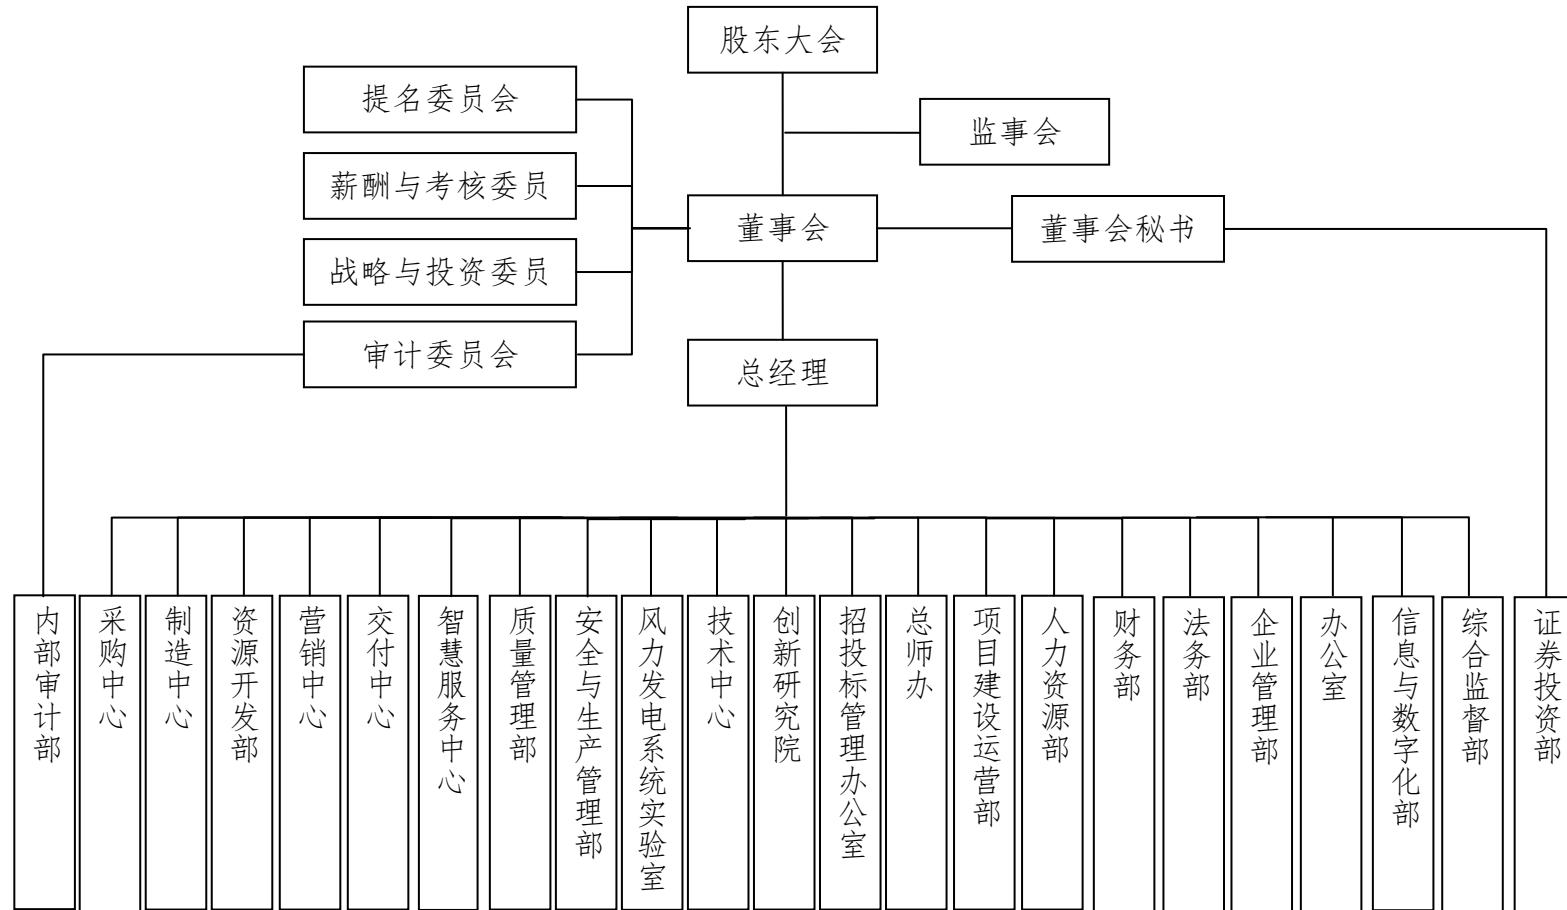 股东大会
提名委员会
监事会
薪酬与考核委员
董事会
董事会秘书
战略与投资委员
审计委员会
总经理
内部审计部
采购中心
制造中心
资源开发部
营销中心
交付中心
智慧服务中心
质量管理部
安全与生产管理部
风力发电系统实验室
技术中心
创新研究院
招投标管理办公室
总师办
项目建设运营部
人力资源部
财务部
法务部
企业管理部
办公室
信息与数字化部
综合监督部
证券投资部